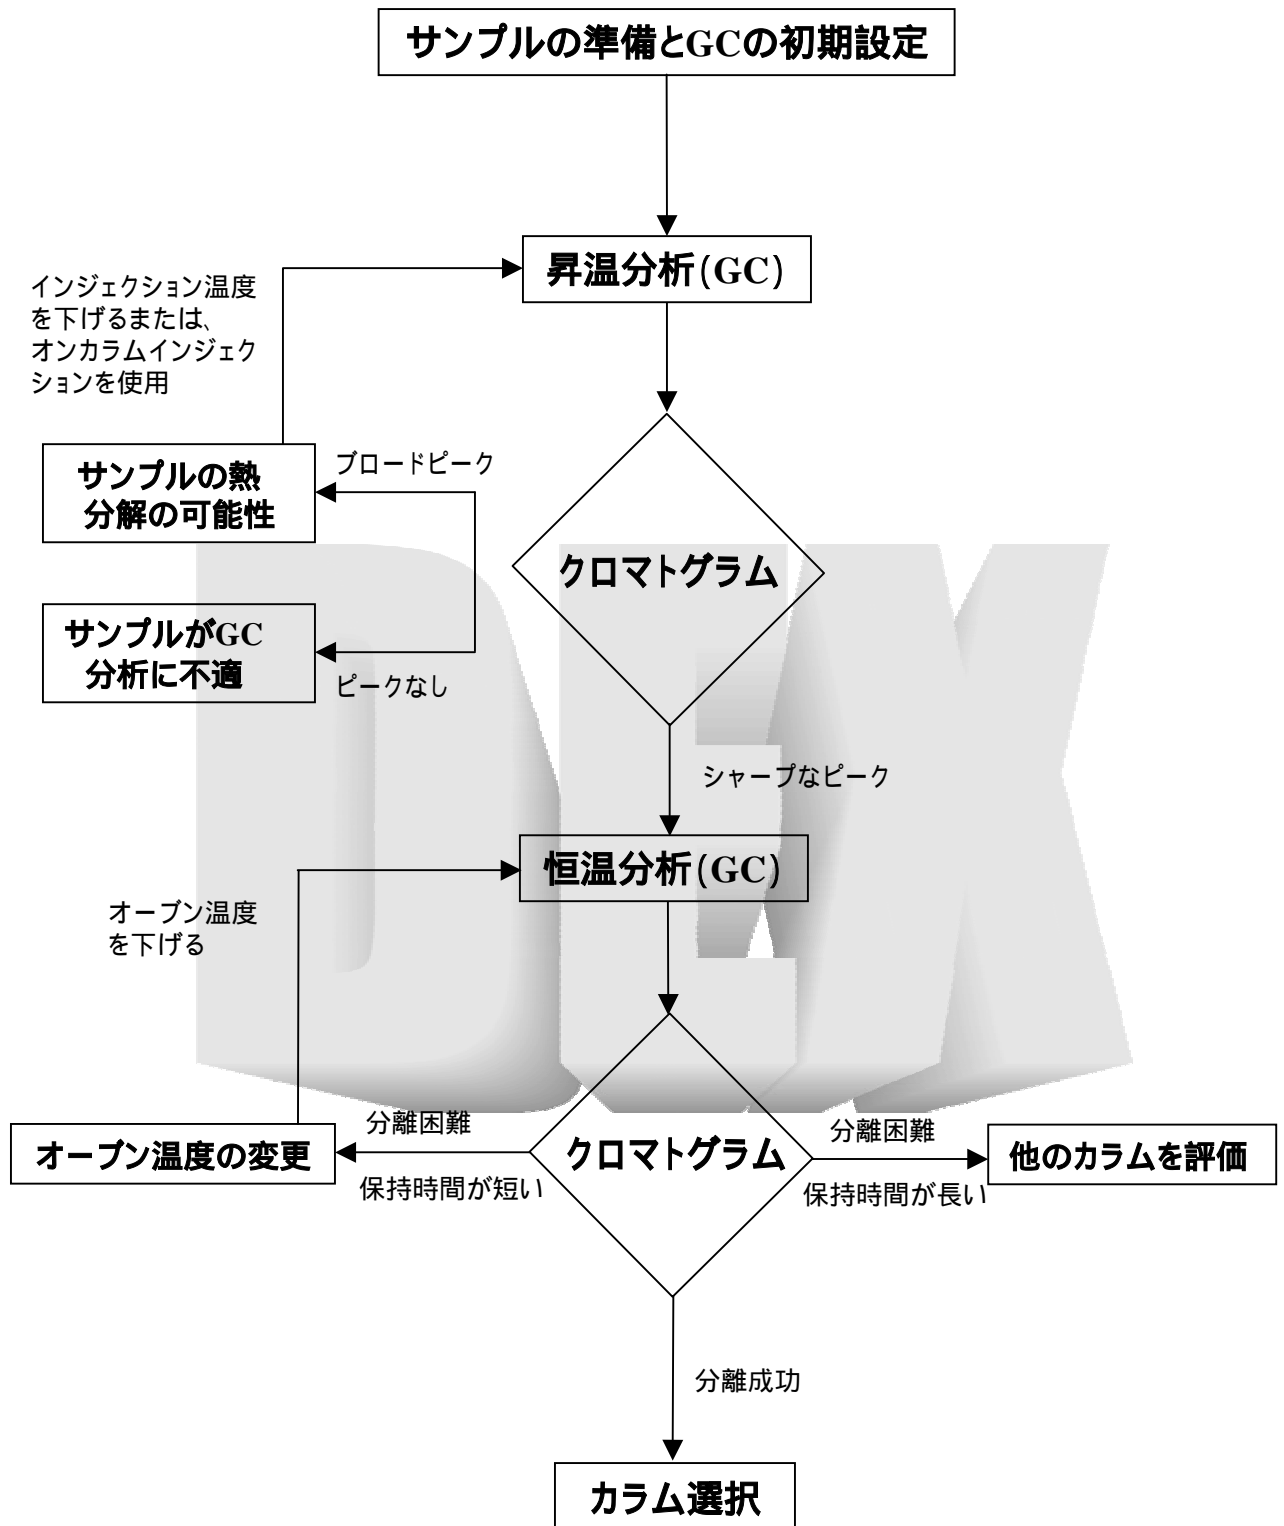 サンプルの準備とGCの初期設定
昇温分析(GC)
インジェクション温度
を下げるまたは、
オンカラムインジェク
ションを使用
サンプルの熱
分解の可能性
ブロードピーク
クロマトグラム
サンプルがGC
分析に不適
ピークなし
シャープなピーク
恒温分析(GC)
オーブン温度
を下げる
分離困難
オーブン温度の変更
保持時間が短い
クロマトグラム
分離困難
他のカラムを評価
保持時間が長い
分離成功
カラム選択
DEX